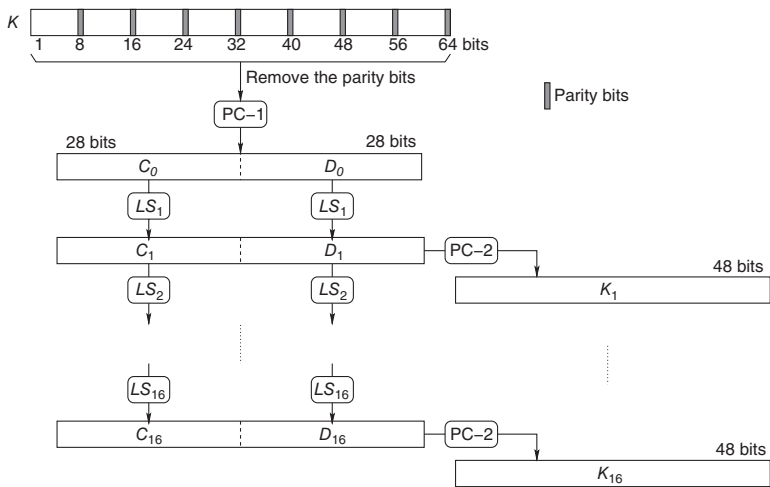 K
1 8 16 24 32 40 48 56 64 bits
Remove the parity bits
Parity bits
PC−1
28 bits 28 bits
C0 D0
LS1 LS1
C1 D1 PC−2
48 bits
LS2 LS2 K1
LS16 LS16
C16 D16 PC−2
48 bits
K16